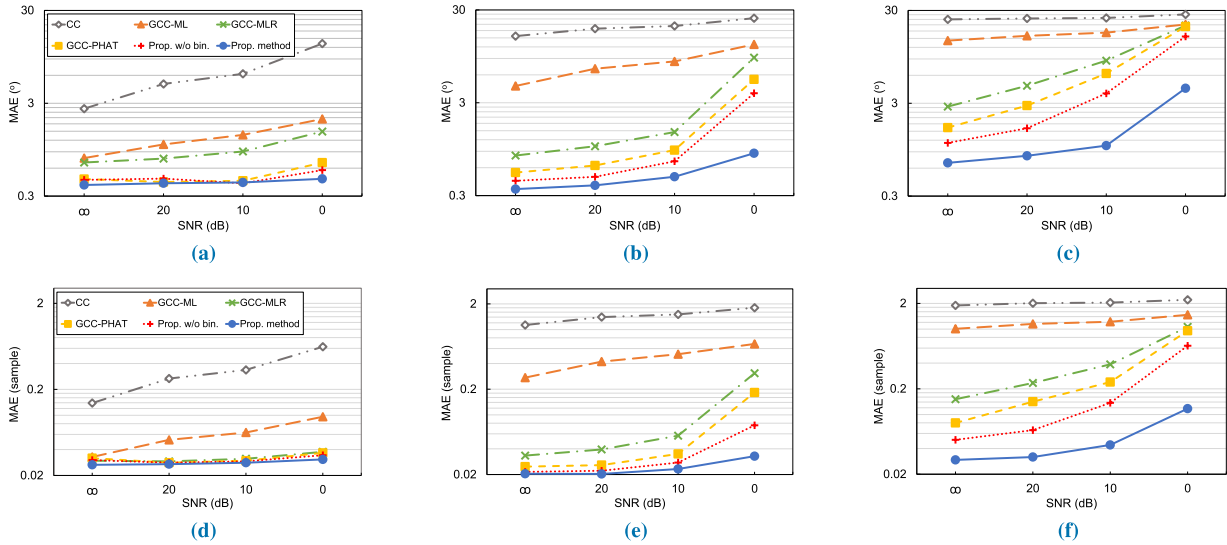 30
3
0.3
MAE (°)
CC
GCC-ML
GCC-MLR
GCC-PHAT
Prop. w/o bin.
Prop. method
∞
20
10
0
SNR (dB)
(a)
30
3
0.3
MAE (°)
∞
20
10
0
SNR (dB)
(b)
30
3
0.3
MAE (°)
∞
20
10
0
SNR (dB)
(c)
2
0.2
0.02
MAE (sample)
CC
GCC-ML
GCC-MLR
GCC-PHAT
Prop. w/o bin.
Prop. method
∞
20
10
0
SNR (dB)
(d)
2
0.2
0.02
MAE (sample)
∞
20
10
0
SNR (dB)
(e)
2
0.2
0.02
MAE (sample)
∞
20
10
0
SNR (dB)
(f)